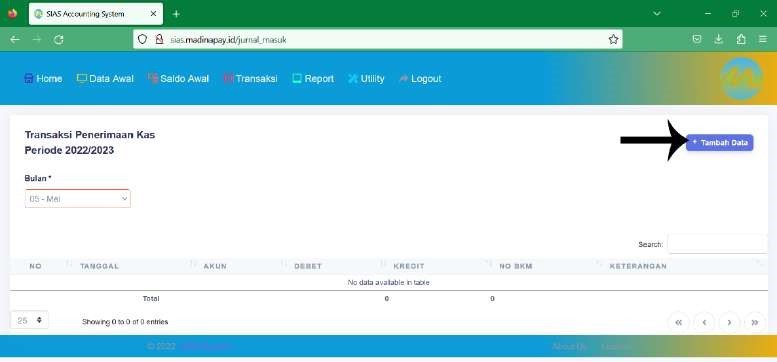 SIAS Accounting System
sias.madinapay.id/jurnal_masuk
Home Data Awal Saldo Awal Transaksi Report Utility Logout
Transaksi Penerimaan Kas
Periode 2022/2023
+ Tambah Data
Bulan *
05 - Mei
Search:
NO TANGGAL AKUN DEBET KREDIT NO BKM KETERANGAN
No data available in table
Total 0 0
25 Showing 0 to 0 of 0 entries
© 2022
About Us